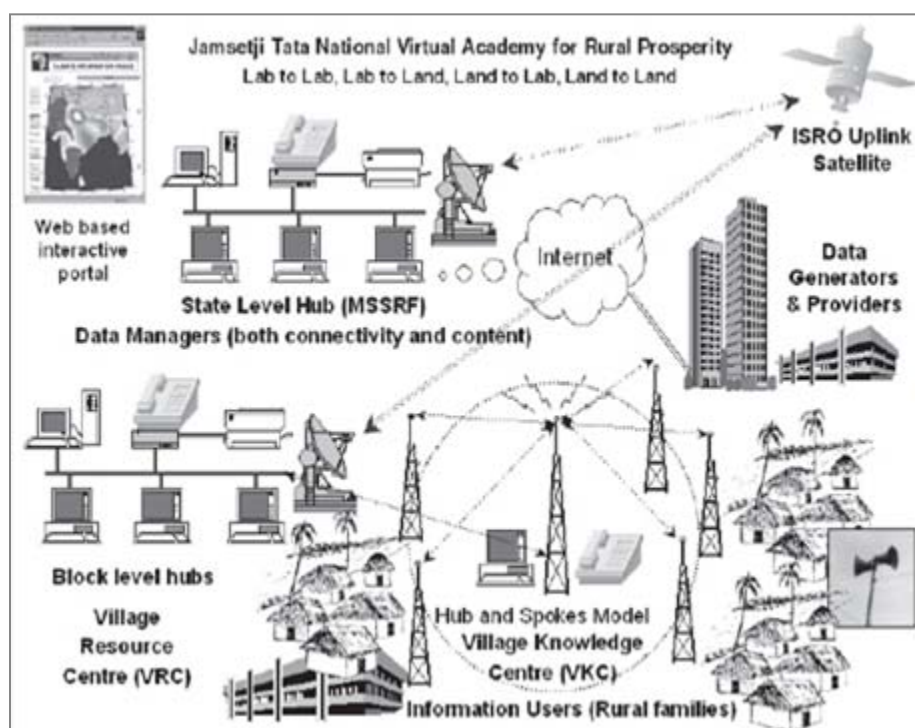 Jamsetji Tata National Virtual Academy for Rural Prosperity
Lab to Lab, Lab to Land, Land to Lab, Land to Land
ISRO Uplink
Satellite
Web based
interactive
portal
Internet
Data
Generators
& Providers
State Level Hub (MSSRF)
Data Managers (both connectivity and content)
Block level hubs
Village
Resource
Centre (VRC)
Hub and Spokes Model
Village Knowledge
Centre (VKC)
Information Users (Rural families)